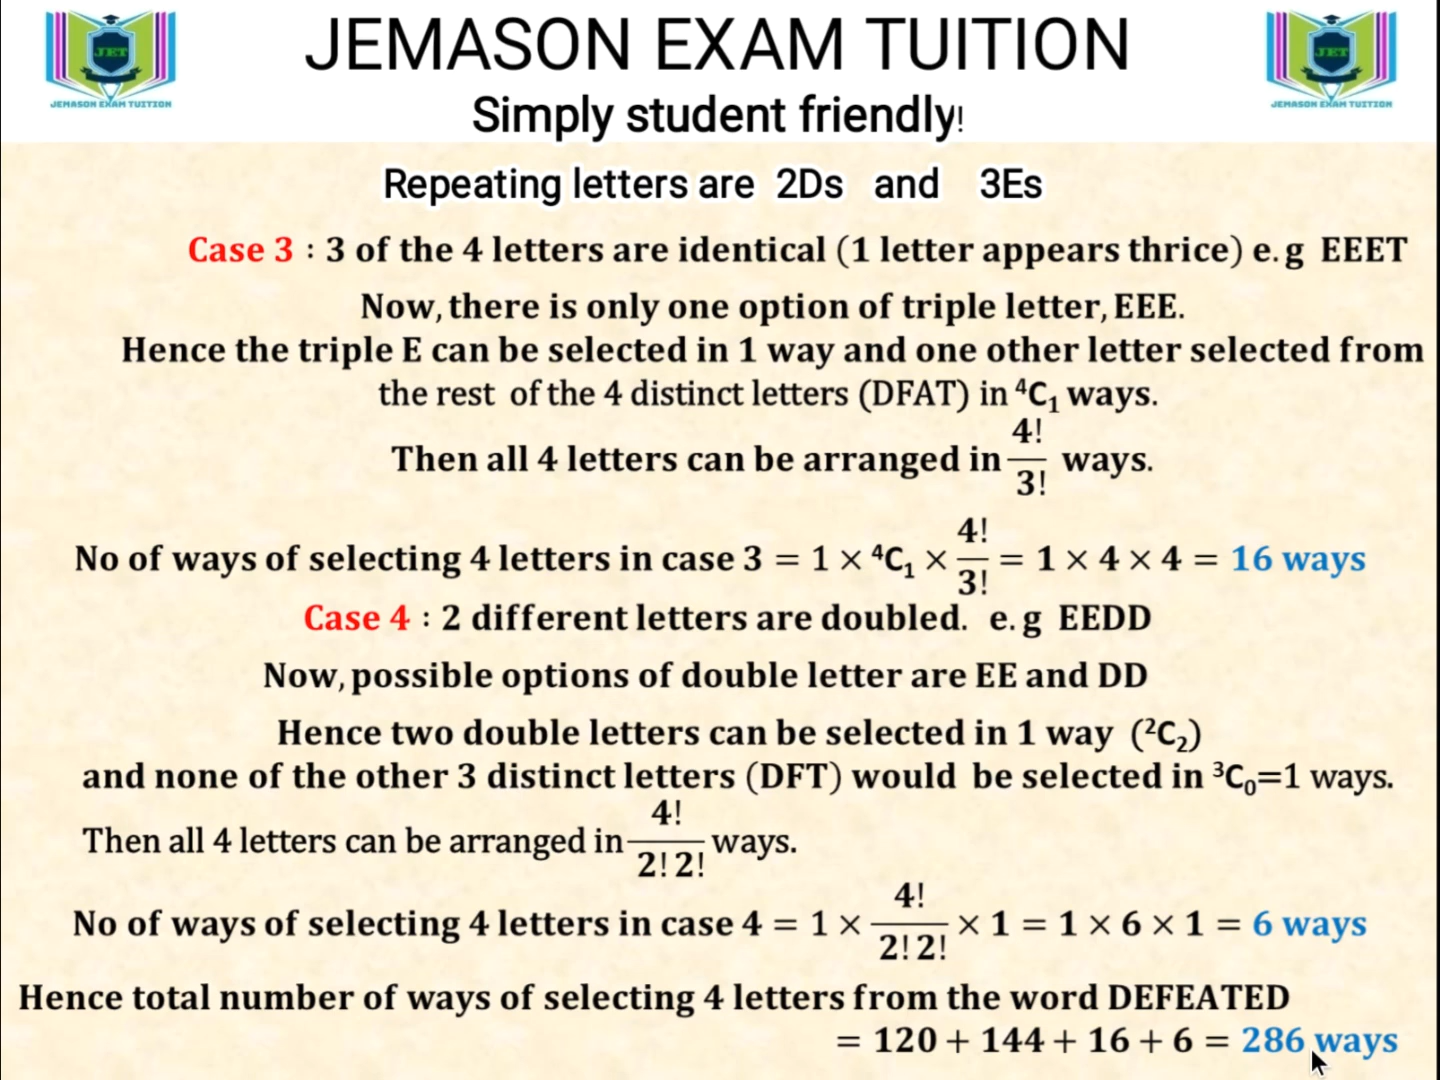 JEMASON EXAM TUITION
JET
JEMASON EXAM TUITION
JET
JEMASON EXAM TUITION
Simply student friendly!
Repeating letters are 2Ds and 3Es
Case 3 : 3 of the 4 letters are identical (1 letter appears thrice) e.g EEET
Now, there is only one option of triple letter, EEE.
Hence the triple E can be selected in 1 way and one other letter selected from
the rest of the 4 distinct letters (DFAT) in ⁴C₁ ways.
Then all 4 letters can be arranged in 4!/3! ways.
No of ways of selecting 4 letters in case 3 = 1 × ⁴C₁ × 4!/3! = 1 × 4 × 4 = 16 ways
Case 4 : 2 different letters are doubled. e.g EEDD
Now, possible options of double letter are EE and DD
Hence two double letters can be selected in 1 way (²C₂)
and none of the other 3 distinct letters (DFT) would be selected in ³C₀=1 ways.
Then all 4 letters can be arranged in 4!/2!2! ways.
No of ways of selecting 4 letters in case 4 = 1 × 4!/2!2! × 1 = 1 × 6 × 1 = 6 ways
Hence total number of ways of selecting 4 letters from the word DEFEATED
= 120 + 144 + 16 + 6 = 286 ways